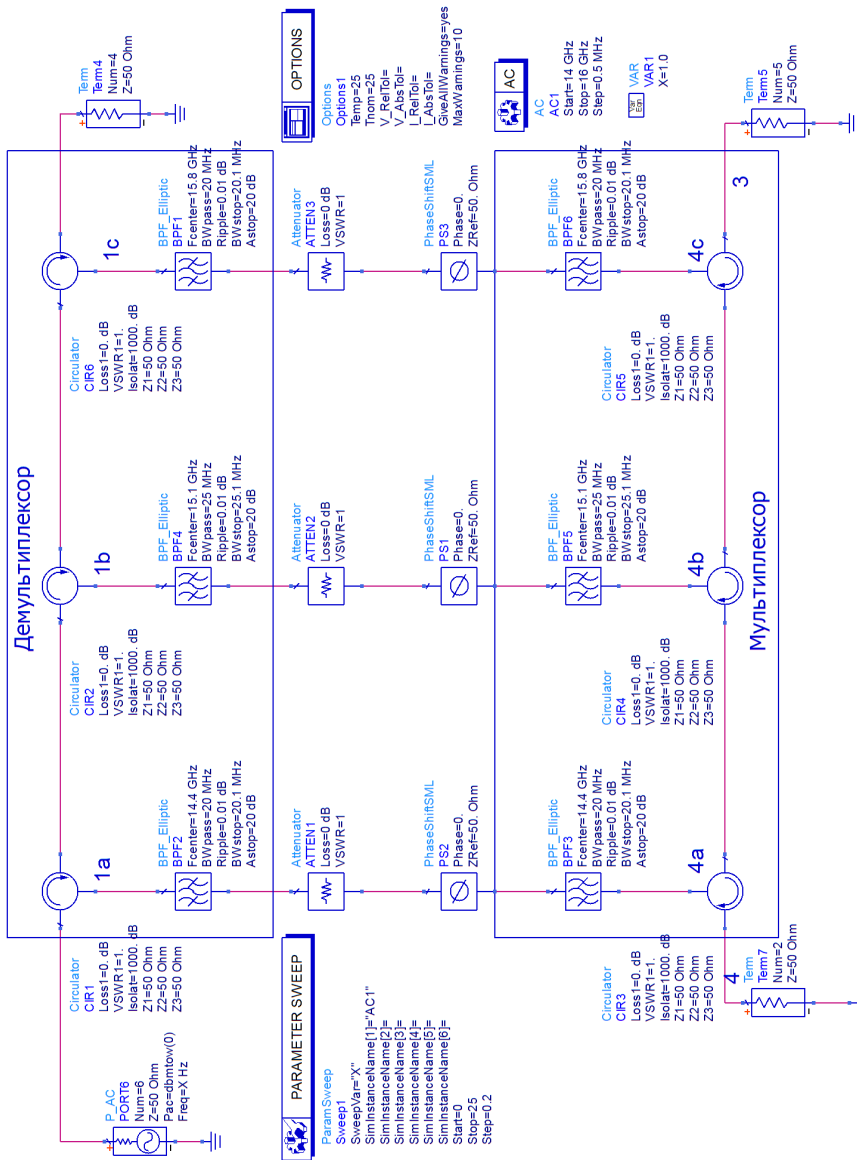 P_AC
PORT6
Num=6
Z=50 Ohm
Pac=dbmtow(0)
Freq=X Hz
Демультиплексор
Circulator
CIR1
Loss1=0. dB
VSWR1=1.
Isolat=1000. dB
Z1=50 Ohm
Z2=50 Ohm
Z3=50 Ohm
1a
Circulator
CIR2
Loss1=0. dB
VSWR1=1.
Isolat=1000. dB
Z1=50 Ohm
Z2=50 Ohm
Z3=50 Ohm
1b
Circulator
CIR6
Loss1=0. dB
VSWR1=1.
Isolat=1000. dB
Z1=50 Ohm
Z2=50 Ohm
Z3=50 Ohm
1c
Term
Term4
Num=4
Z=50 Ohm
BPF_Elliptic
BPF2
Fcenter=14.4 GHz
BWpass=20 MHz
Ripple=0.01 dB
BWstop=20.1 MHz
Astop=20 dB
BPF_Elliptic
BPF4
Fcenter=15.1 GHz
BWpass=25 MHz
Ripple=0.01 dB
BWstop=25.1 MHz
Astop=20 dB
BPF_Elliptic
BPF1
Fcenter=15.8 GHz
BWpass=20 MHz
Ripple=0.01 dB
BWstop=20.1 MHz
Astop=20 dB
PARAMETER SWEEP
ParamSweep
Sweep1
SweepVar="X"
SimInstanceName[1]="AC1"
SimInstanceName[2]=
SimInstanceName[3]=
SimInstanceName[4]=
SimInstanceName[5]=
SimInstanceName[6]=
Start=0
Stop=25
Step=0.2
Attenuator
ATTEN1
Loss=0 dB
VSWR=1
Attenuator
ATTEN2
Loss=0 dB
VSWR=1
Attenuator
ATTEN3
Loss=0 dB
VSWR=1
OPTIONS
Options
Options1
Temp=25
Tnom=25
V_RelTol=
V_AbsTol=
I_RelTol=
I_AbsTol=
GiveAllWarnings=yes
MaxWarnings=10
PhaseShiftSML
PS2
Phase=0.
ZRef=50. Ohm
PhaseShiftSML
PS1
Phase=0.
ZRef=50. Ohm
PhaseShiftSML
PS3
Phase=0.
ZRef=50. Ohm
AC
AC
AC1
Start=14 GHz
Stop=16 GHz
Step=0.5 MHz
Var
Eqn
VAR
VAR1
X=1.0
BPF_Elliptic
BPF3
Fcenter=14.4 GHz
BWpass=20 MHz
Ripple=0.01 dB
BWstop=20.1 MHz
Astop=20 dB
BPF_Elliptic
BPF5
Fcenter=15.1 GHz
BWpass=25 MHz
Ripple=0.01 dB
BWstop=25.1 MHz
Astop=20 dB
BPF_Elliptic
BPF6
Fcenter=15.8 GHz
BWpass=20 MHz
Ripple=0.01 dB
BWstop=20.1 MHz
Astop=20 dB
Circulator
CIR3
Loss1=0. dB
VSWR1=1.
Isolat=1000. dB
Z1=50 Ohm
Z2=50 Ohm
Z3=50 Ohm
4a
Circulator
CIR4
Loss1=0. dB
VSWR1=1.
Isolat=1000. dB
Z1=50 Ohm
Z2=50 Ohm
Z3=50 Ohm
4b
Circulator
CIR5
Loss1=0. dB
VSWR1=1.
Isolat=1000. dB
Z1=50 Ohm
Z2=50 Ohm
Z3=50 Ohm
4c
4
3
Term
Term7
Num=2
Z=50 Ohm
Мультиплексор
Term
Term5
Num=5
Z=50 Ohm